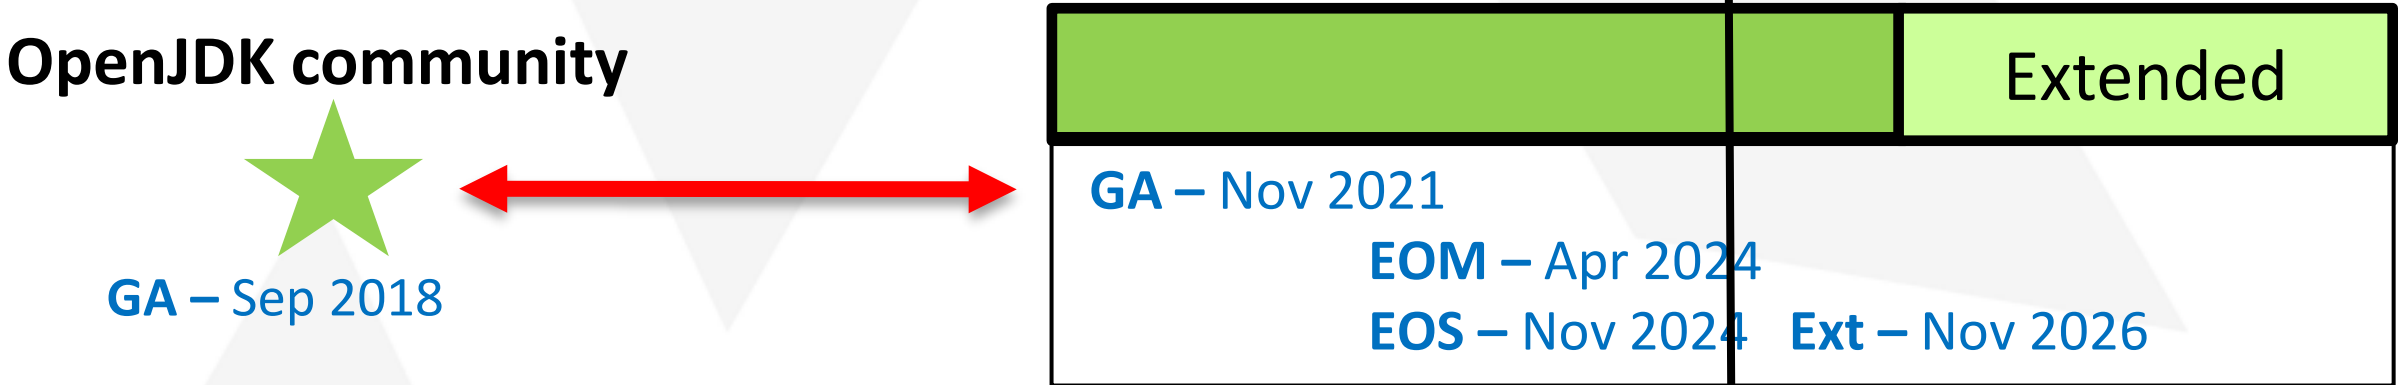 OpenJDK community
Extended
GA – Nov 2021
EOM – Apr 2024
GA – Sep 2018
EOS – Nov 2024 Ext – Nov 2026